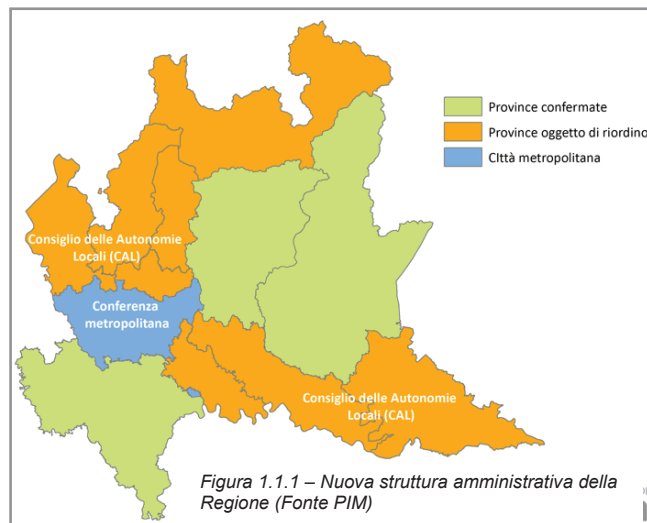 Province confermate
Province oggetto di riordino
CIttà metropolitana
Consiglio delle Autonomie
Locali (CAL)
Conferenza
metropolitana
Consiglio delle Autonomie
Locali (CAL)
Figura 1.1.1 – Nuova struttura amministrativa della
Regione (Fonte PIM)